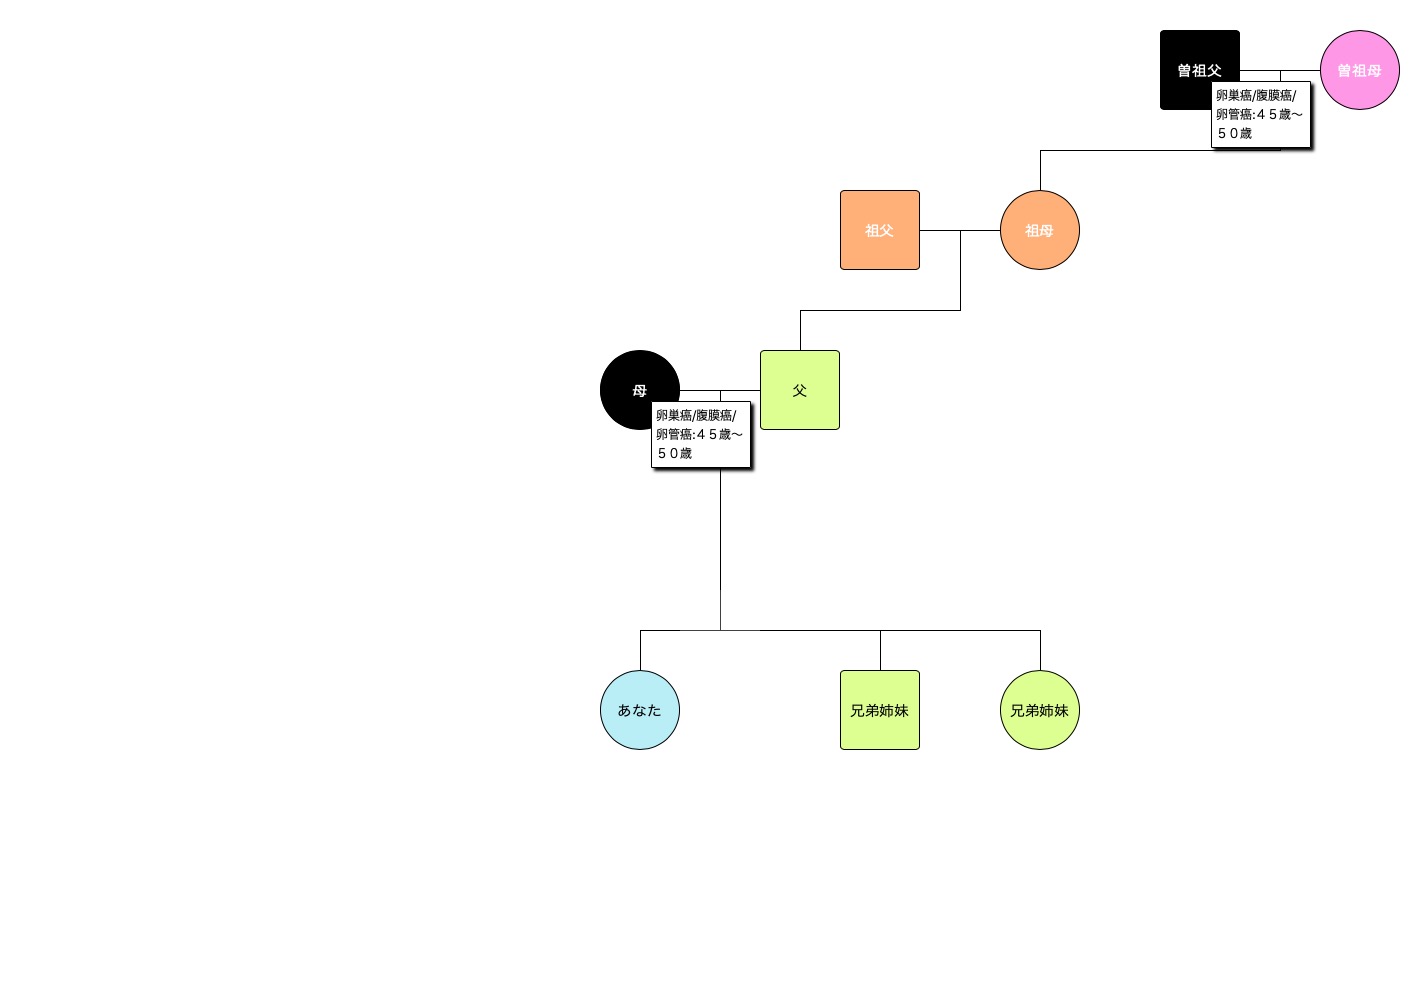 曽祖父
曽祖母
卵巣癌/腹膜癌/
卵管癌:４５歳〜
５０歳
祖父
祖母
母
父
卵巣癌/腹膜癌/
卵管癌:４５歳〜
５０歳
あなた
兄弟姉妹
兄弟姉妹